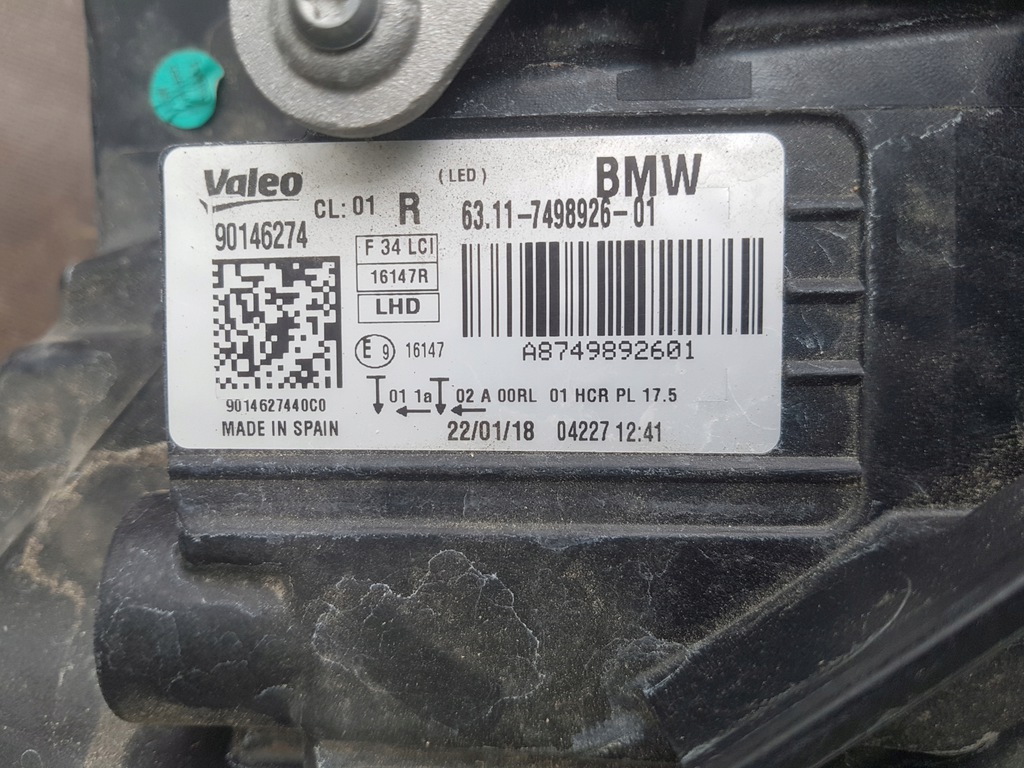 Valeo
(LED)
BMW
CL: 01 R
63.11-7498926-01
90146274
F 34 LCI
16147R
LHD
E 9 16147
A8749892601
01 1a 02 A 00RL 01 HCR PL 17.5
9014627440C0
MADE IN SPAIN
22/01/18 04227 12:41